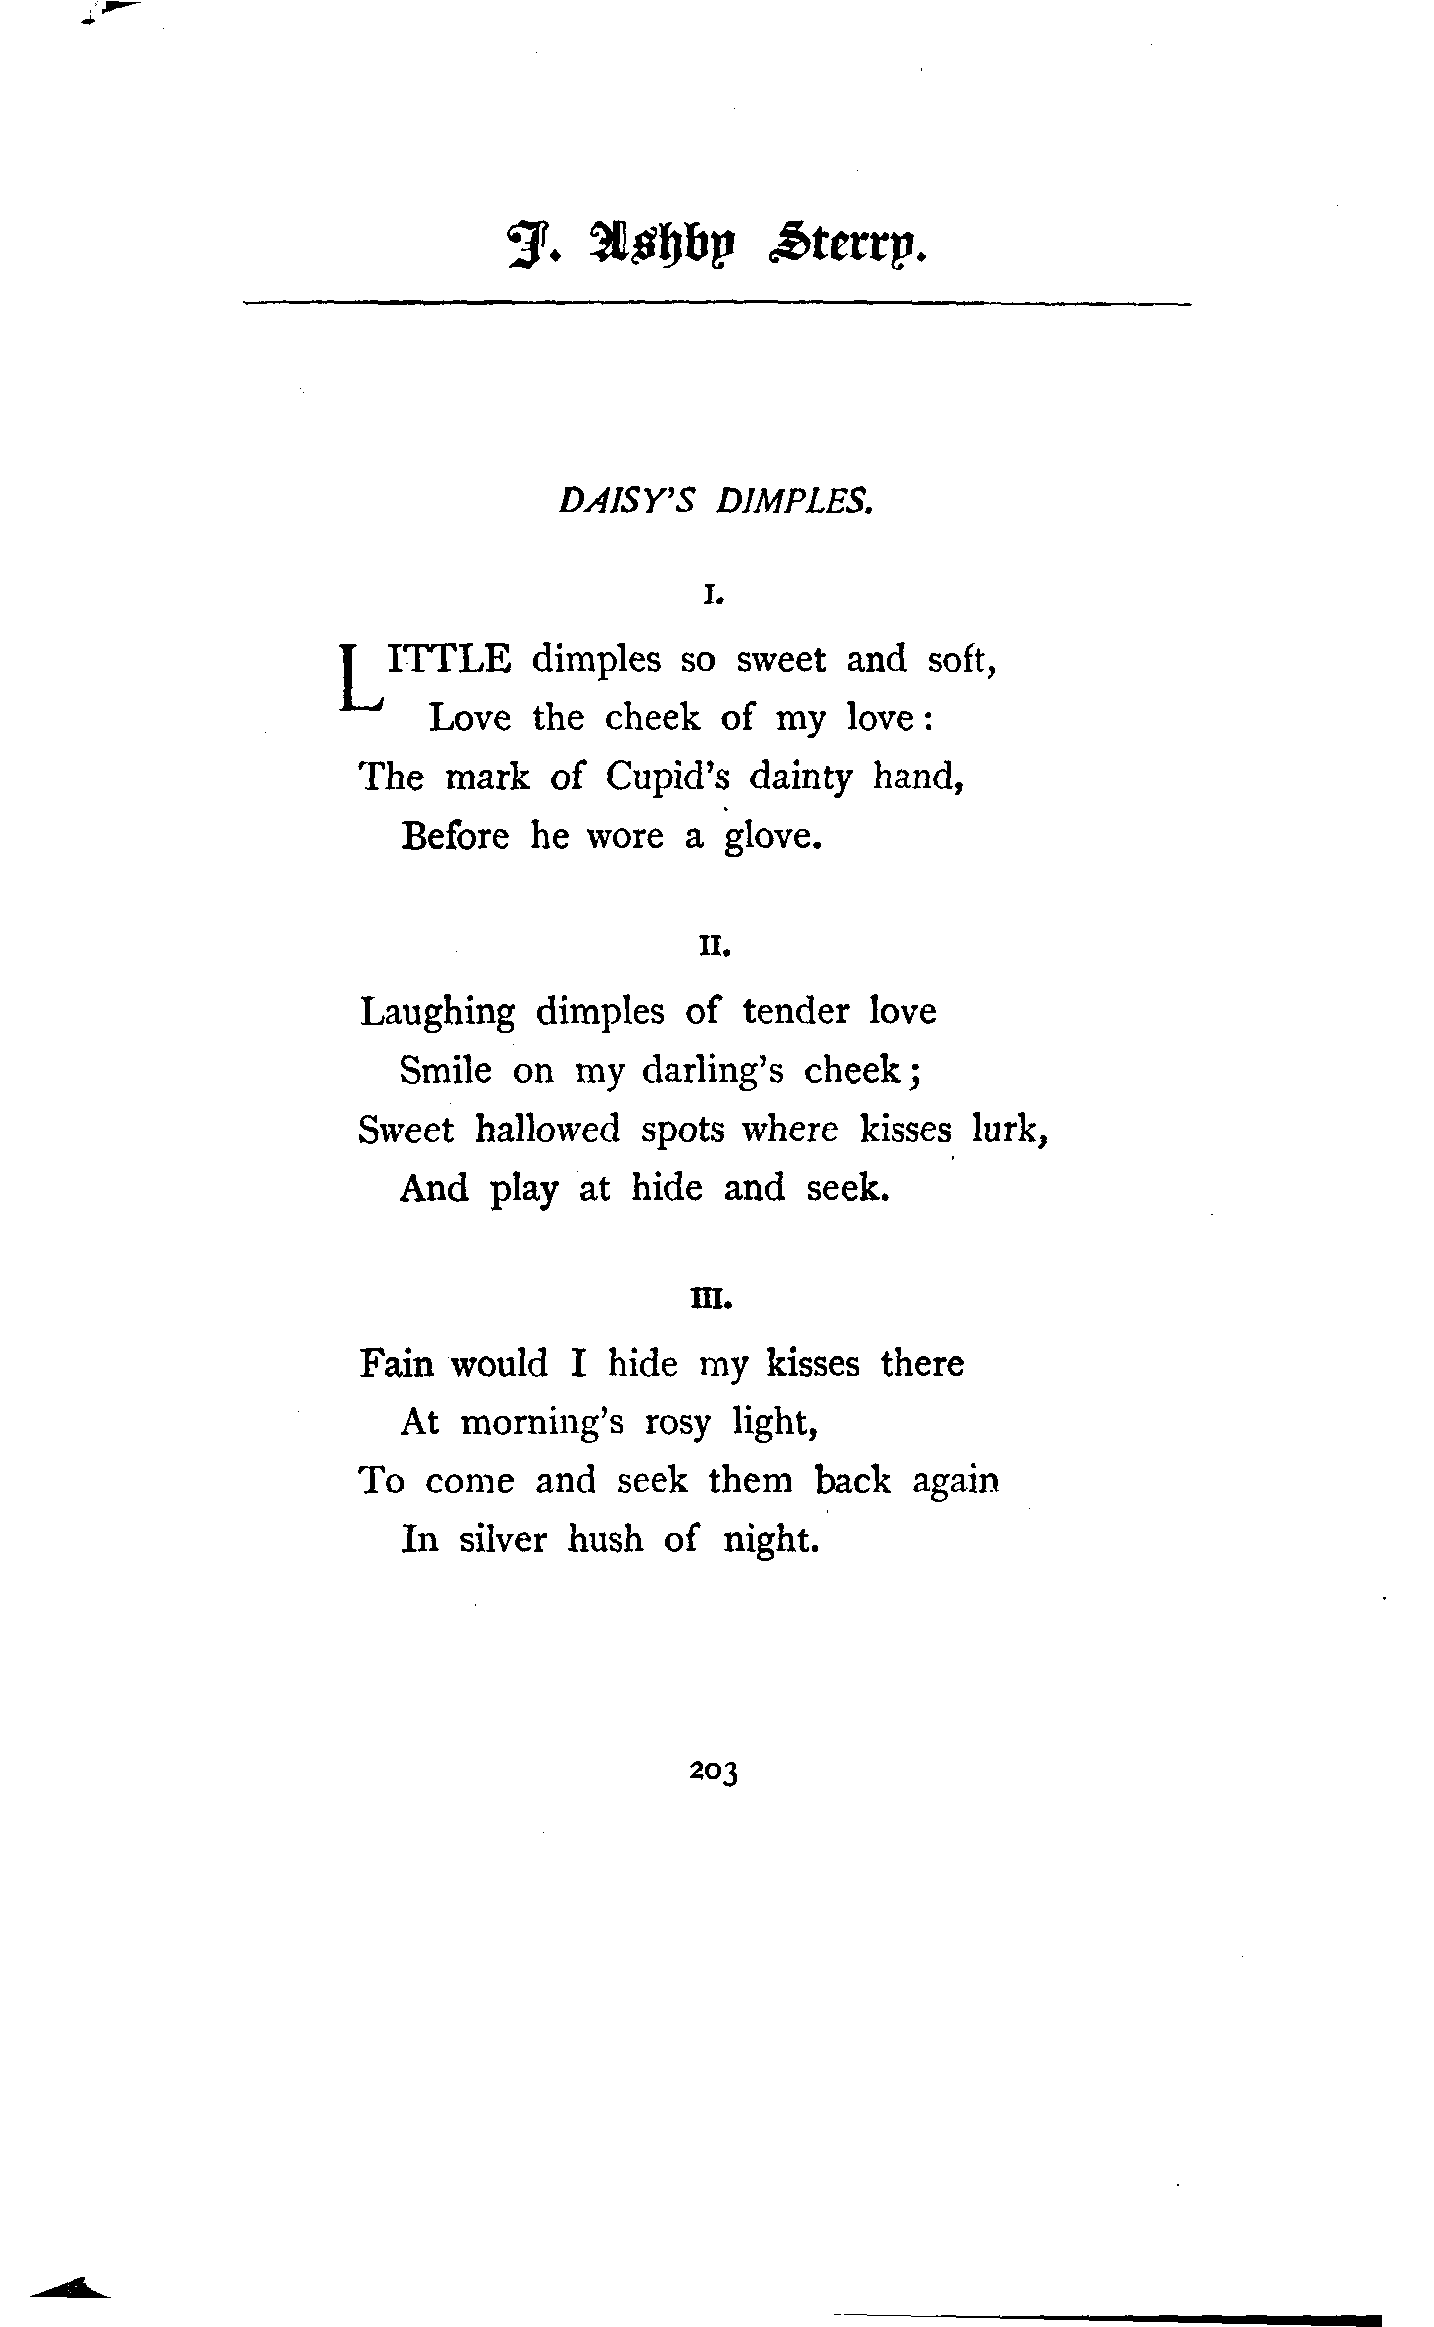 J. Ashby Sterry.
DAISY'S DIMPLES.
I.
LITTLE dimples so sweet and soft,
Love the cheek of my love :
The mark of Cupid's dainty hand,
Before he wore a glove.
II.
Laughing dimples of tender love
Smile on my darling's cheek ;
Sweet hallowed spots where kisses lurk,
And play at hide and seek.
III.
Fain would I hide my kisses there
At morning's rosy light,
To come and seek them back again
In silver hush of night.
203